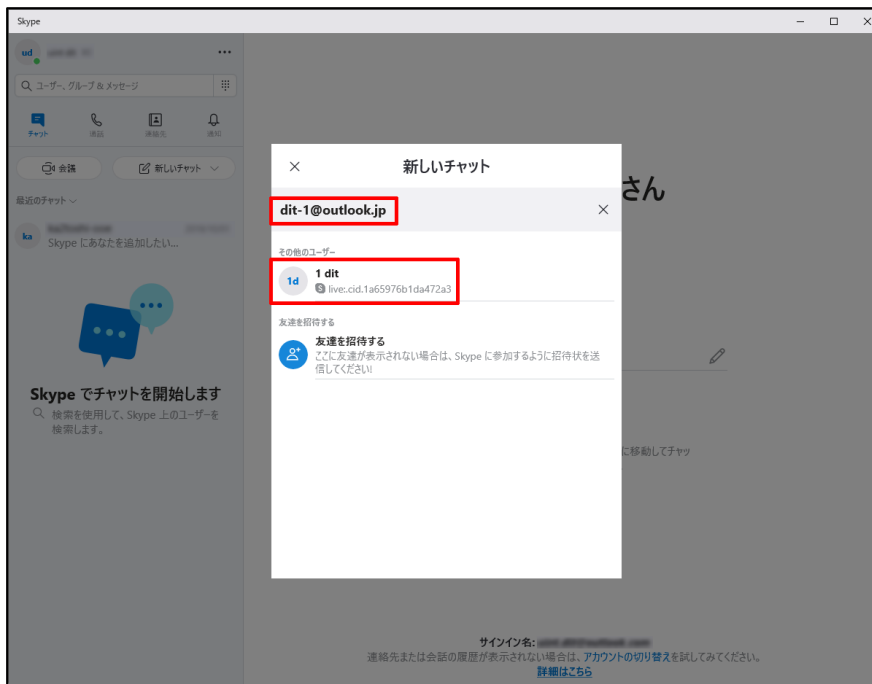 Skype
ud
ユーザー、グループ & メッセージ
チャット
通話
連絡先
通知
会議
新しいチャット
最近のチャット
ka
Skype にあなたを追加したい...
Skype でチャットを開始します
検索を使用して、Skype 上のユーザーを
検索します。
新しいチャット
さん
dit-1@outlook.jp
その他のユーザー
1d
1 dit
live:.cid.1a65976b1da472a3
友達を招待する
友達を招待する
ここに友達が表示されない場合は、Skype に参加するように招待状を送
信してください!
に移動してチャッ
サインイン名:
連絡先または会話の履歴が表示されない場合は、アカウントの切り替えを試してみてください。
詳細はこちら